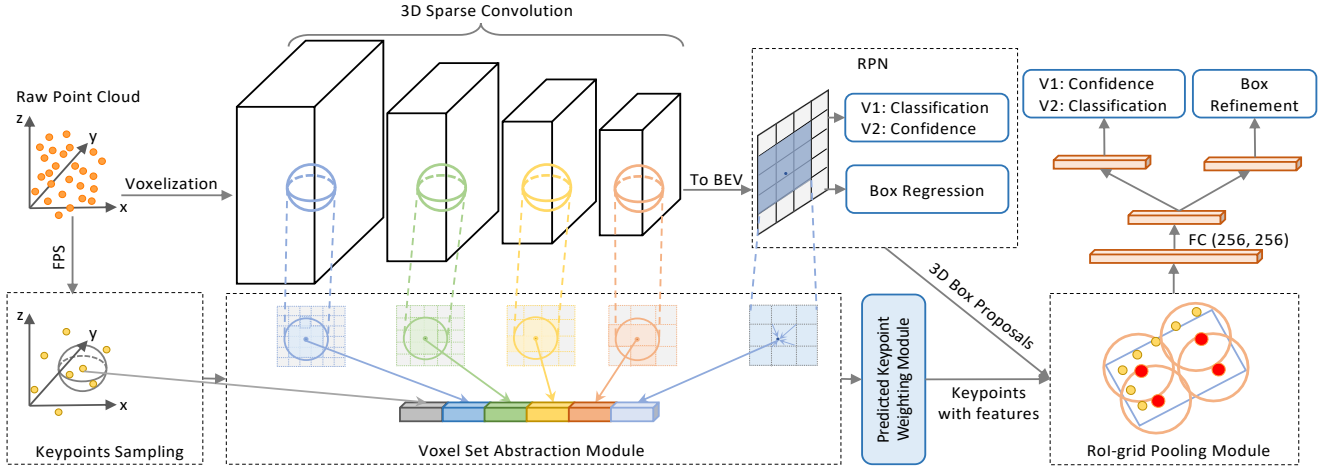 3D Sparse Convolution
Raw Point Cloud
z
y
x
Voxelization
FPS
To BEV
RPN
V1: Classification
V2: Confidence
Box Regression
V1: Confidence
V2: Classification
Box
Refinement
FC (256, 256)
3D Box Proposals
z
y
x
Keypoints Sampling
Voxel Set Abstraction Module
Predicted Keypoint
Weighting Module
Keypoints
with features
RoI-grid Pooling Module